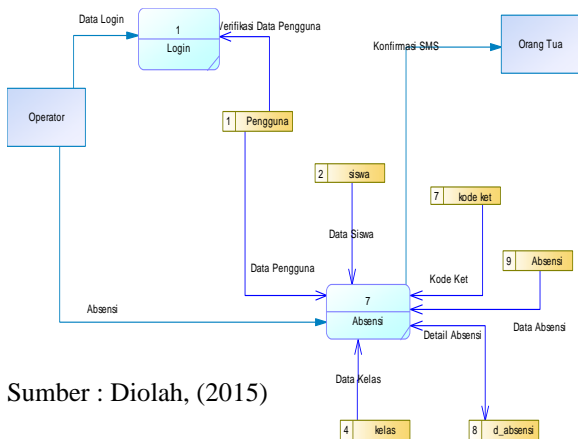 Data Login
1
Login
Verifikasi Data Pengguna
Konfirmasi SMS
Orang Tua
Operator
1 Pengguna
2 siswa
7 kode ket
9 Absensi
Data Siswa
Data Pengguna
Kode Ket
Absensi
7
Absensi
Data Absensi
Detail Absensi
Data Kelas
Sumber : Diolah, (2015)
4 kelas
8 d_absensi